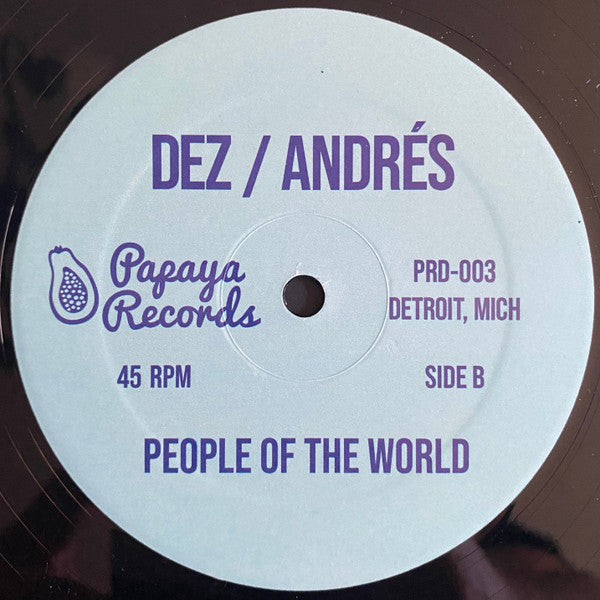 DEZ / ANDRÉS
Papaya
Records
PRD-003
DETROIT, MICH
45 RPM
SIDE B
PEOPLE OF THE WORLD